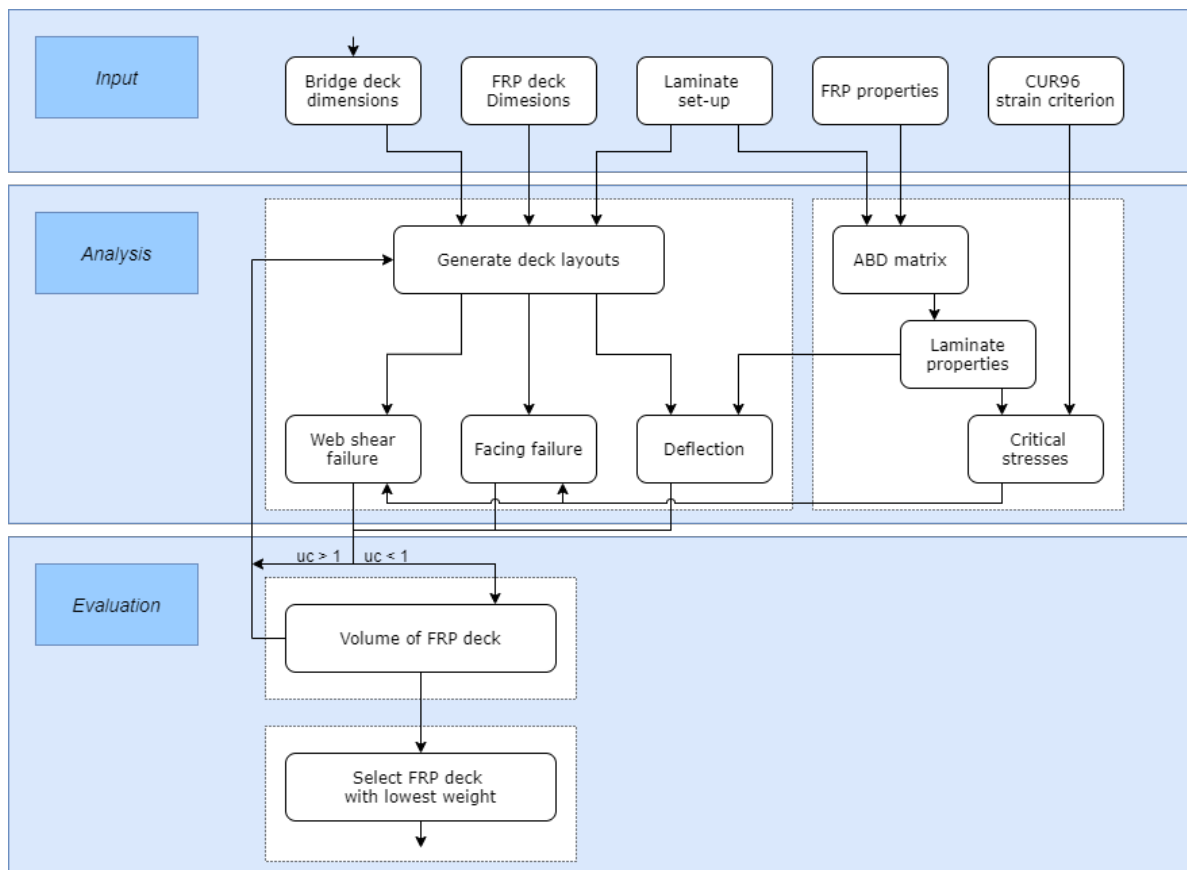 Input
Bridge deck
dimensions
FRP deck
Dimesions
Laminate
set-up
FRP properties
CUR96
strain criterion
Analysis
Generate deck layouts
ABD matrix
Laminate
properties
Web shear
failure
Facing failure
Deflection
Critical
stresses
uc > 1
uc < 1
Evaluation
Volume of FRP deck
Select FRP deck
with lowest weight